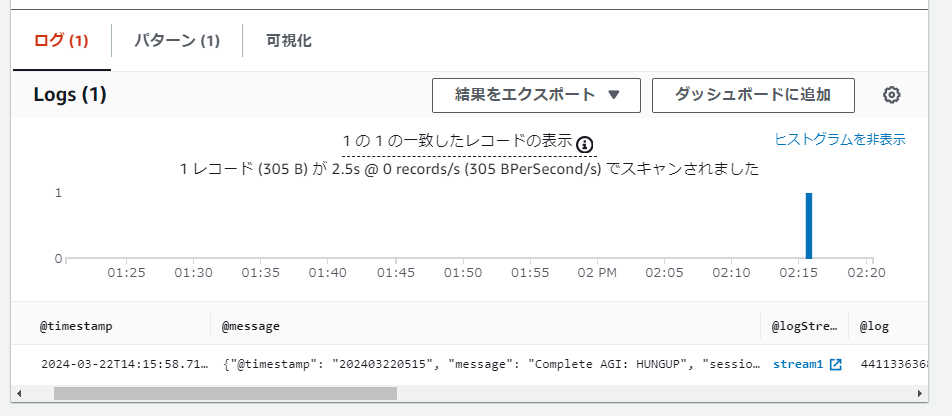 ログ (1) パターン (1) 可視化
Logs (1) 結果をエクスポート ダッシュボードに追加
1 の 1 の一致したレコードの表示 ヒストグラムを非表示
1 レコード (305 B) が 2.5s @ 0 records/s (305 BPerSecond/s) でスキャンされました
1
0
01:25 01:30 01:35 01:40 01:45 01:50 01:55 02 PM 02:05 02:10 02:15 02:20
@timestamp @message @logStre… @log
2024-03-22T14:15:58.71… {"@timestamp": "202403220515", "message": "Complete AGI: HUNGUP", "sessio… stream1